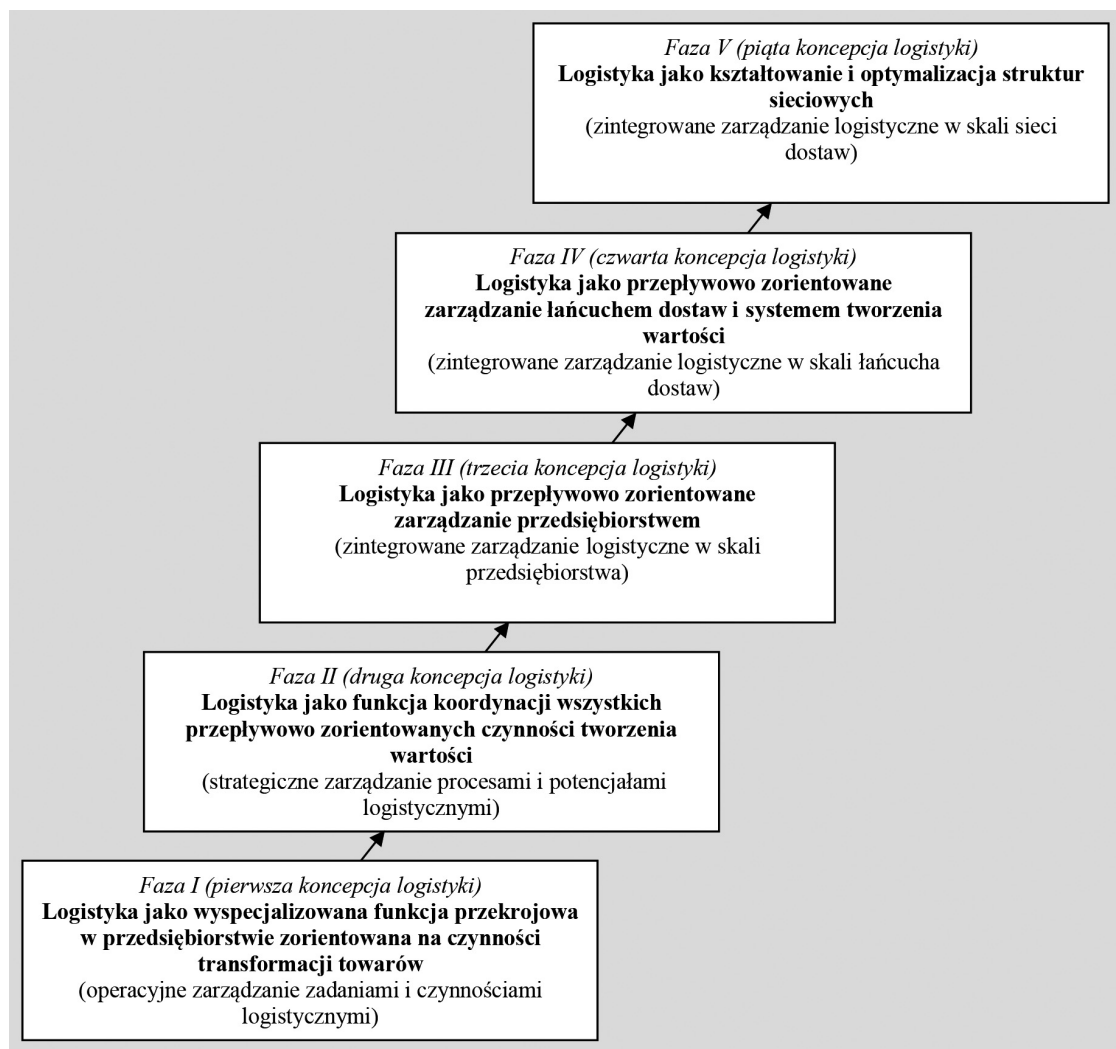 Faza V (piąta koncepcja logistyki)
Logistyka jako kształtowanie i optymalizacja struktur
sieciowych
(zintegrowane zarządzanie logistyczne w skali sieci
dostaw)
Faza IV (czwarta koncepcja logistyki)
Logistyka jako przepływowo zorientowane
zarządzanie łańcuchem dostaw i systemem tworzenia
wartości
(zintegrowane zarządzanie logistyczne w skali łańcucha
dostaw)
Faza III (trzecia koncepcja logistyki)
Logistyka jako przepływowo zorientowane
zarządzanie przedsiębiorstwem
(zintegrowane zarządzanie logistyczne w skali
przedsiębiorstwa)
Faza II (druga koncepcja logistyki)
Logistyka jako funkcja koordynacji wszystkich
przepływowo zorientowanych czynności tworzenia
wartości
(strategiczne zarządzanie procesami i potencjałami
logistycznymi)
Faza I (pierwsza koncepcja logistyki)
Logistyka jako wyspecjalizowana funkcja przekrojowa
w przedsiębiorstwie zorientowana na czynności
transformacji towarów
(operacyjne zarządzanie zadaniami i czynnościami
logistycznymi)